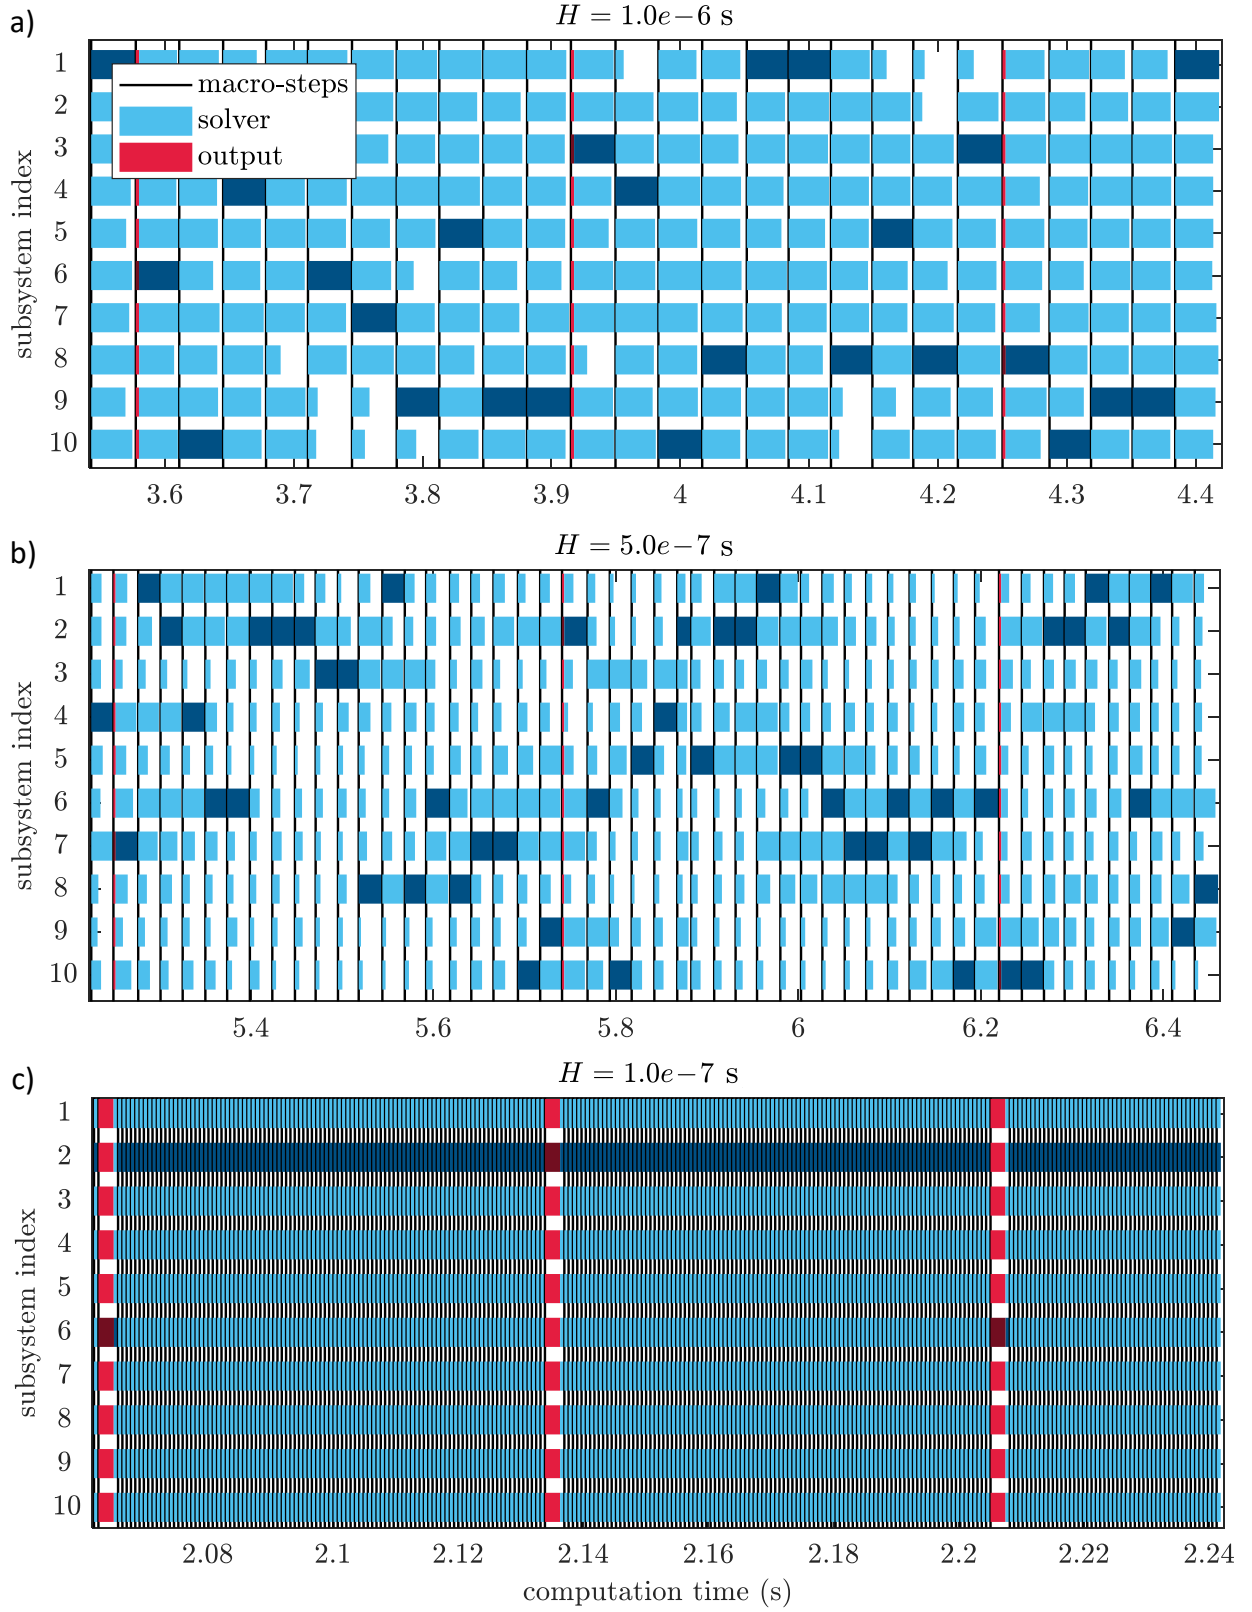 a)
H = 1.0e−6 s
1
2
3
4
5
6
7
8
9
10
subsystem index
macro-steps
solver
output
3.6 3.7 3.8 3.9 4 4.1 4.2 4.3 4.4
b)
H = 5.0e−7 s
1
2
3
4
5
6
7
8
9
10
subsystem index
5.4 5.6 5.8 6 6.2 6.4
c)
H = 1.0e−7 s
1
2
3
4
5
6
7
8
9
10
subsystem index
2.08 2.1 2.12 2.14 2.16 2.18 2.2 2.22 2.24
computation time (s)